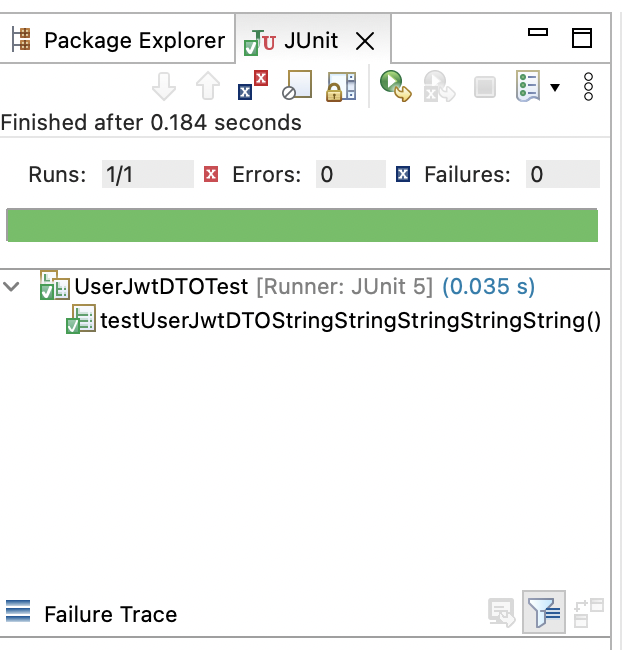 Package Explorer JUnit
Finished after 0.184 seconds
Runs: 1/1 Errors: 0 Failures: 0
UserJwtDTOTest [Runner: JUnit 5] (0.035 s)
testUserJwtDTOStringStringStringStringString()
Failure Trace